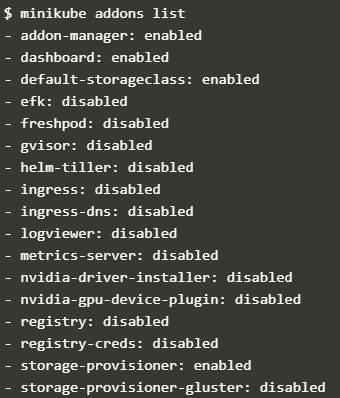 $ minikube addons list
- addon-manager: enabled
- dashboard: enabled
- default-storageclass: enabled
- efk: disabled
- freshpod: disabled
- gvisor: disabled
- helm-tiller: disabled
- ingress: disabled
- ingress-dns: disabled
- logviewer: disabled
- metrics-server: disabled
- nvidia-driver-installer: disabled
- nvidia-gpu-device-plugin: disabled
- registry: disabled
- registry-creds: disabled
- storage-provisioner: enabled
- storage-provisioner-gluster: disabled